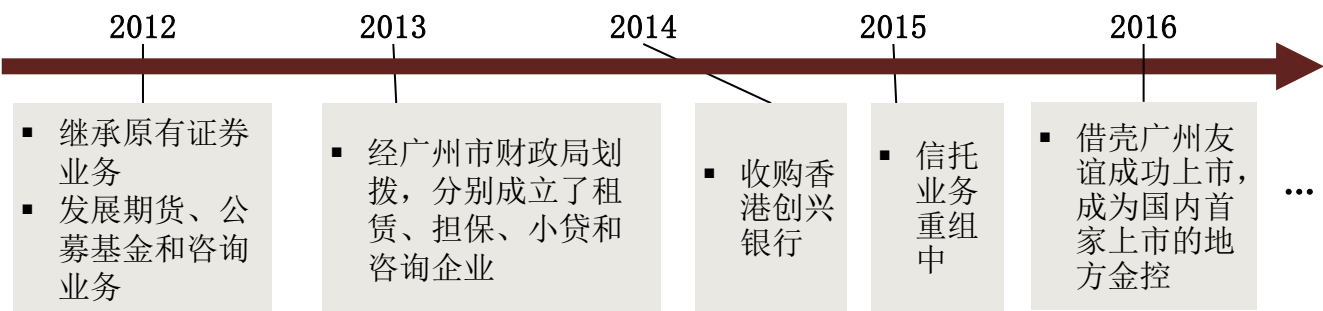 2012
2013
2014
2015
2016
▪ 继承原有证券
业务
▪ 发展期货、公
募基金和咨询
业务
▪ 经广州市财政局划
拨，分别成立了租
赁、担保、小贷和
咨询企业
▪ 收购香
港创兴
银行
▪ 信托
业务
重组
中
▪ 借壳广州友
谊成功上市，
成为国内首
家上市的地
方金控
...